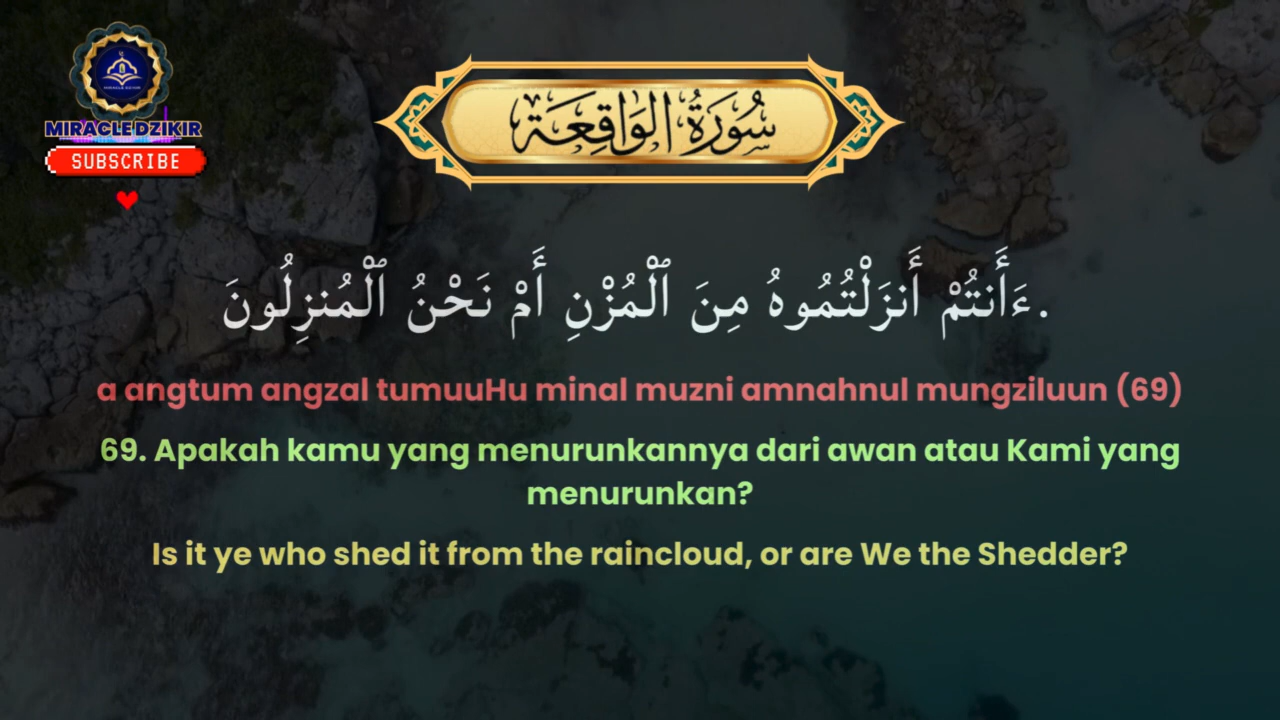 MIRACLE DZIKIR
SUBSCRIBE
سُورَةُ الوَاقِعَة
ءَأَنتُمْ أَنزَلْتُمُوهُ مِنَ ٱلْمُزْنِ أَمْ نَحْنُ ٱلْمُنزِلُونَ.
a angtum angzal tumuuHu minal muzni amnahnul mungziluun (69)
69. Apakah kamu yang menurunkannya dari awan atau Kami yang
menurunkan?
Is it ye who shed it from the raincloud, or are We the Shedder?